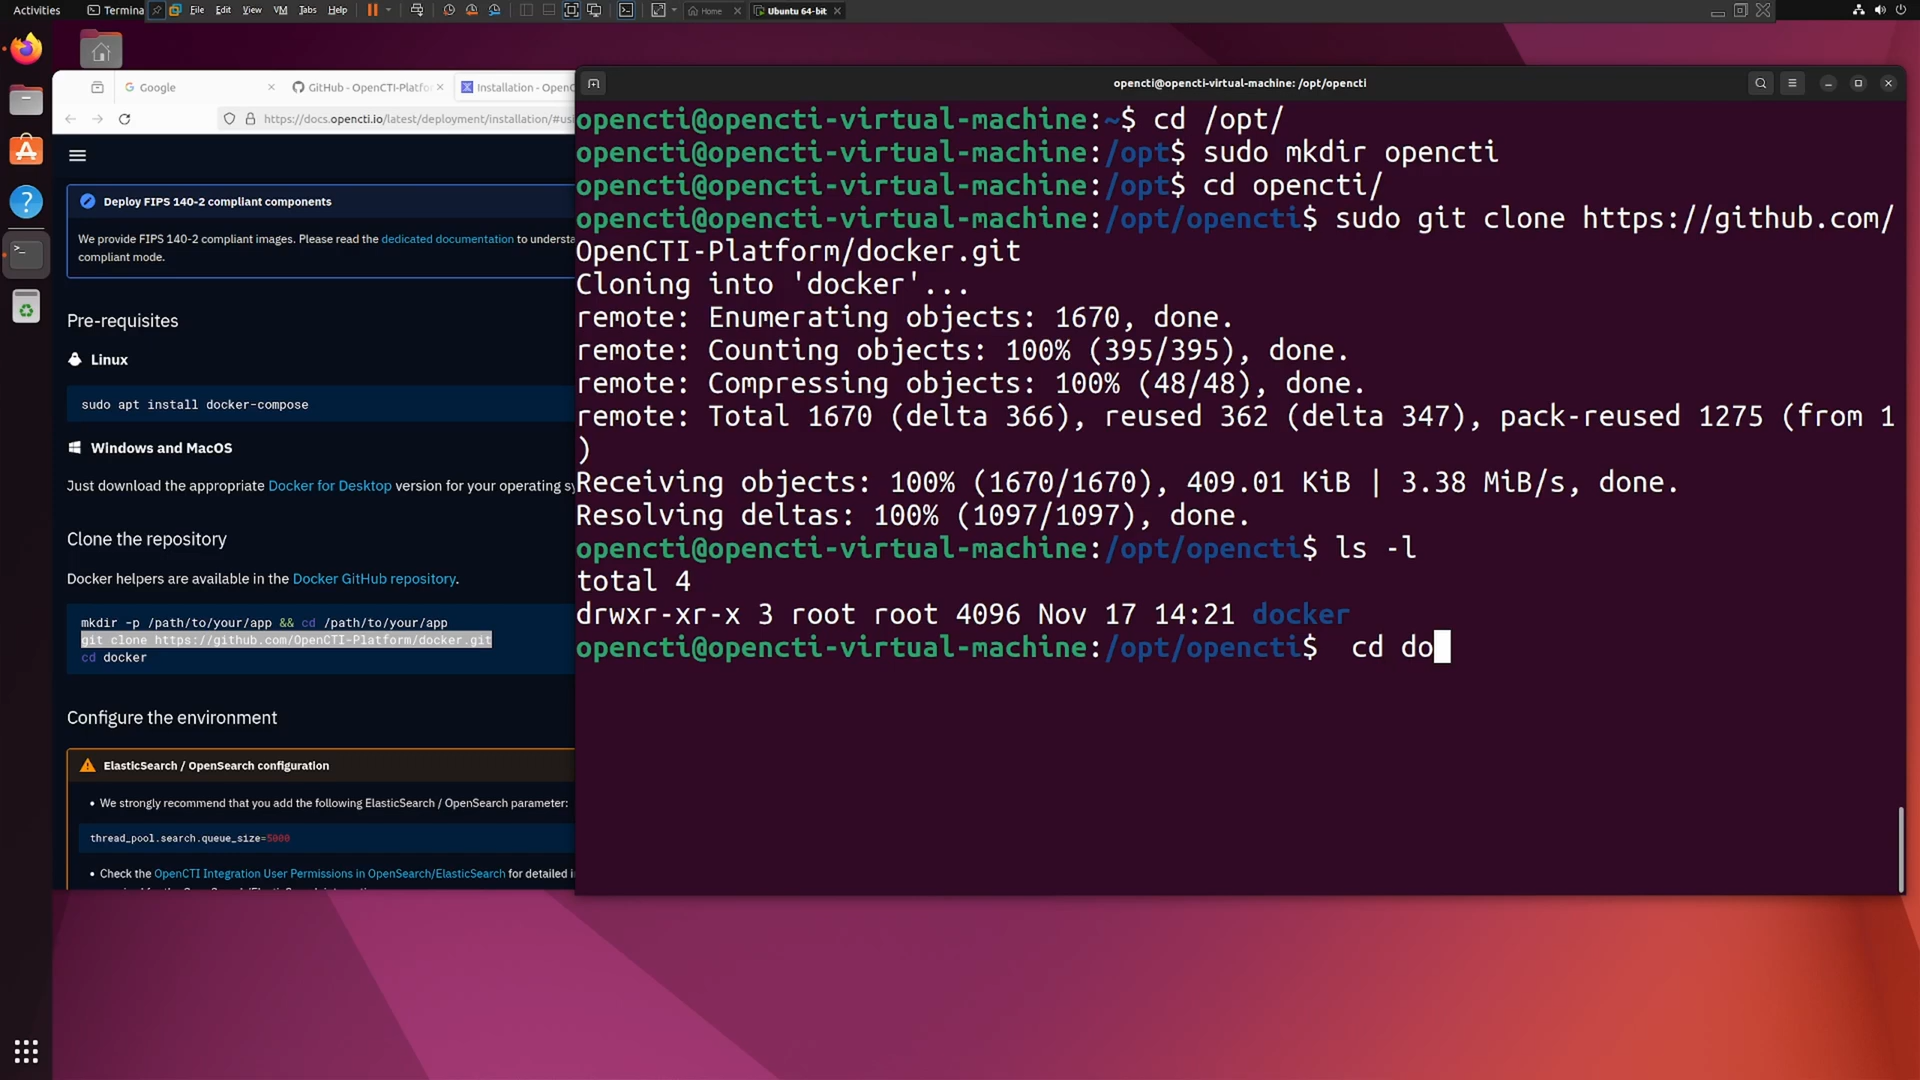 Activities
Termina
File Edit View VM Tabs Help
Home
Ubuntu 64-bit
Google
GitHub - OpenCTI-Platfo
Installation - OpenC
https://docs.opencti.io/latest/deployment/installation/#usi
Deploy FIPS 140-2 compliant components
We provide FIPS 140-2 compliant images. Please read the dedicated documentation to understa
compliant mode.
Pre-requisites
Linux
sudo apt install docker-compose
Windows and MacOS
Just download the appropriate Docker for Desktop version for your operating sy
Clone the repository
Docker helpers are available in the Docker GitHub repository.
mkdir -p /path/to/your/app && cd /path/to/your/app
git clone https://github.com/OpenCTI-Platform/docker.git
cd docker
Configure the environment
ElasticSearch / OpenSearch configuration
• We strongly recommend that you add the following ElasticSearch / OpenSearch parameter:
thread_pool.search.queue_size=5000
• Check the OpenCTI Integration User Permissions in OpenSearch/ElasticSearch for detailed i
opencti@opencti-virtual-machine: /opt/opencti
opencti@opencti-virtual-machine:~$ cd /opt/
opencti@opencti-virtual-machine:/opt$ sudo mkdir opencti
opencti@opencti-virtual-machine:/opt$ cd opencti/
opencti@opencti-virtual-machine:/opt/opencti$ sudo git clone https://github.com/
OpenCTI-Platform/docker.git
Cloning into 'docker'...
remote: Enumerating objects: 1670, done.
remote: Counting objects: 100% (395/395), done.
remote: Compressing objects: 100% (48/48), done.
remote: Total 1670 (delta 366), reused 362 (delta 347), pack-reused 1275 (from 1
)
Receiving objects: 100% (1670/1670), 409.01 KiB | 3.38 MiB/s, done.
Resolving deltas: 100% (1097/1097), done.
opencti@opencti-virtual-machine:/opt/opencti$ ls -l
total 4
drwxr-xr-x 3 root root 4096 Nov 17 14:21 docker
opencti@opencti-virtual-machine:/opt/opencti$  cd do